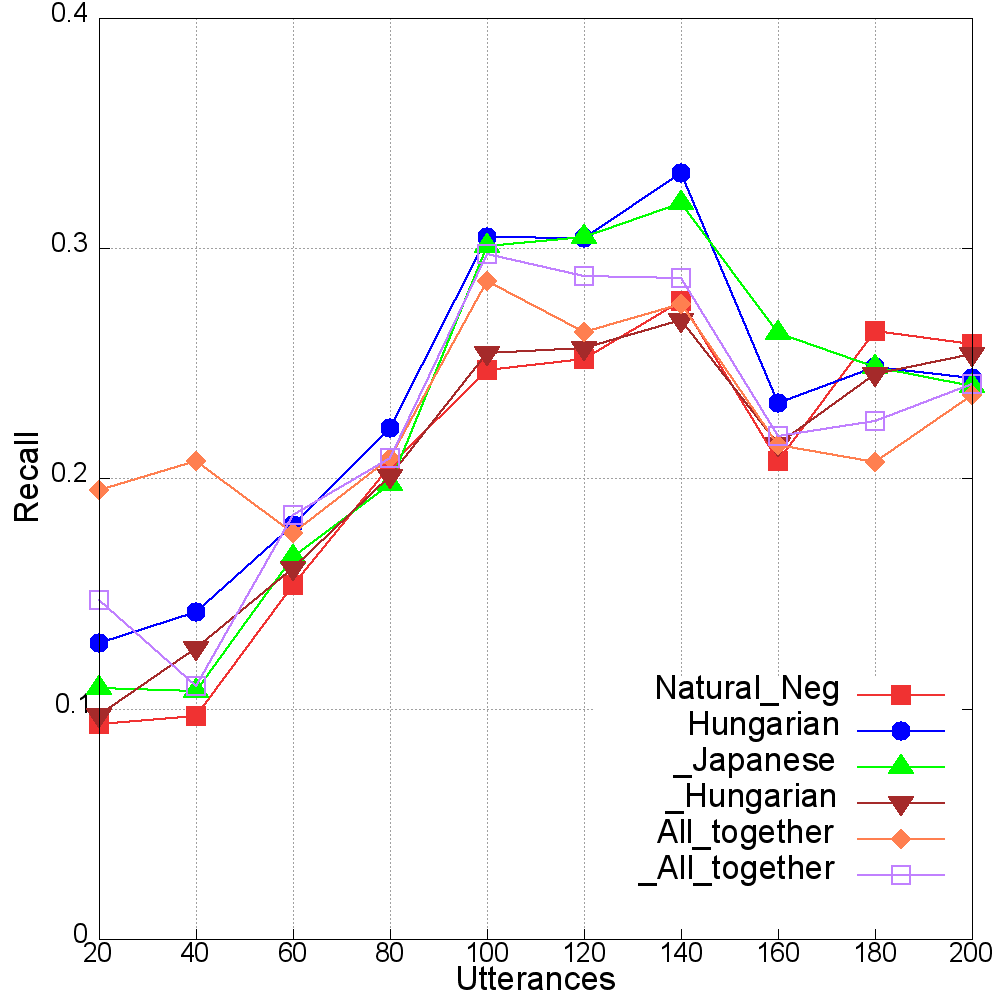 0.4
0.3
0.2
0.1
0
Recall
Natural_Neg
Hungarian
_Japanese
_Hungarian
All_together
_All_together
20 40 60 80 100 120 140 160 180 200
Utterances